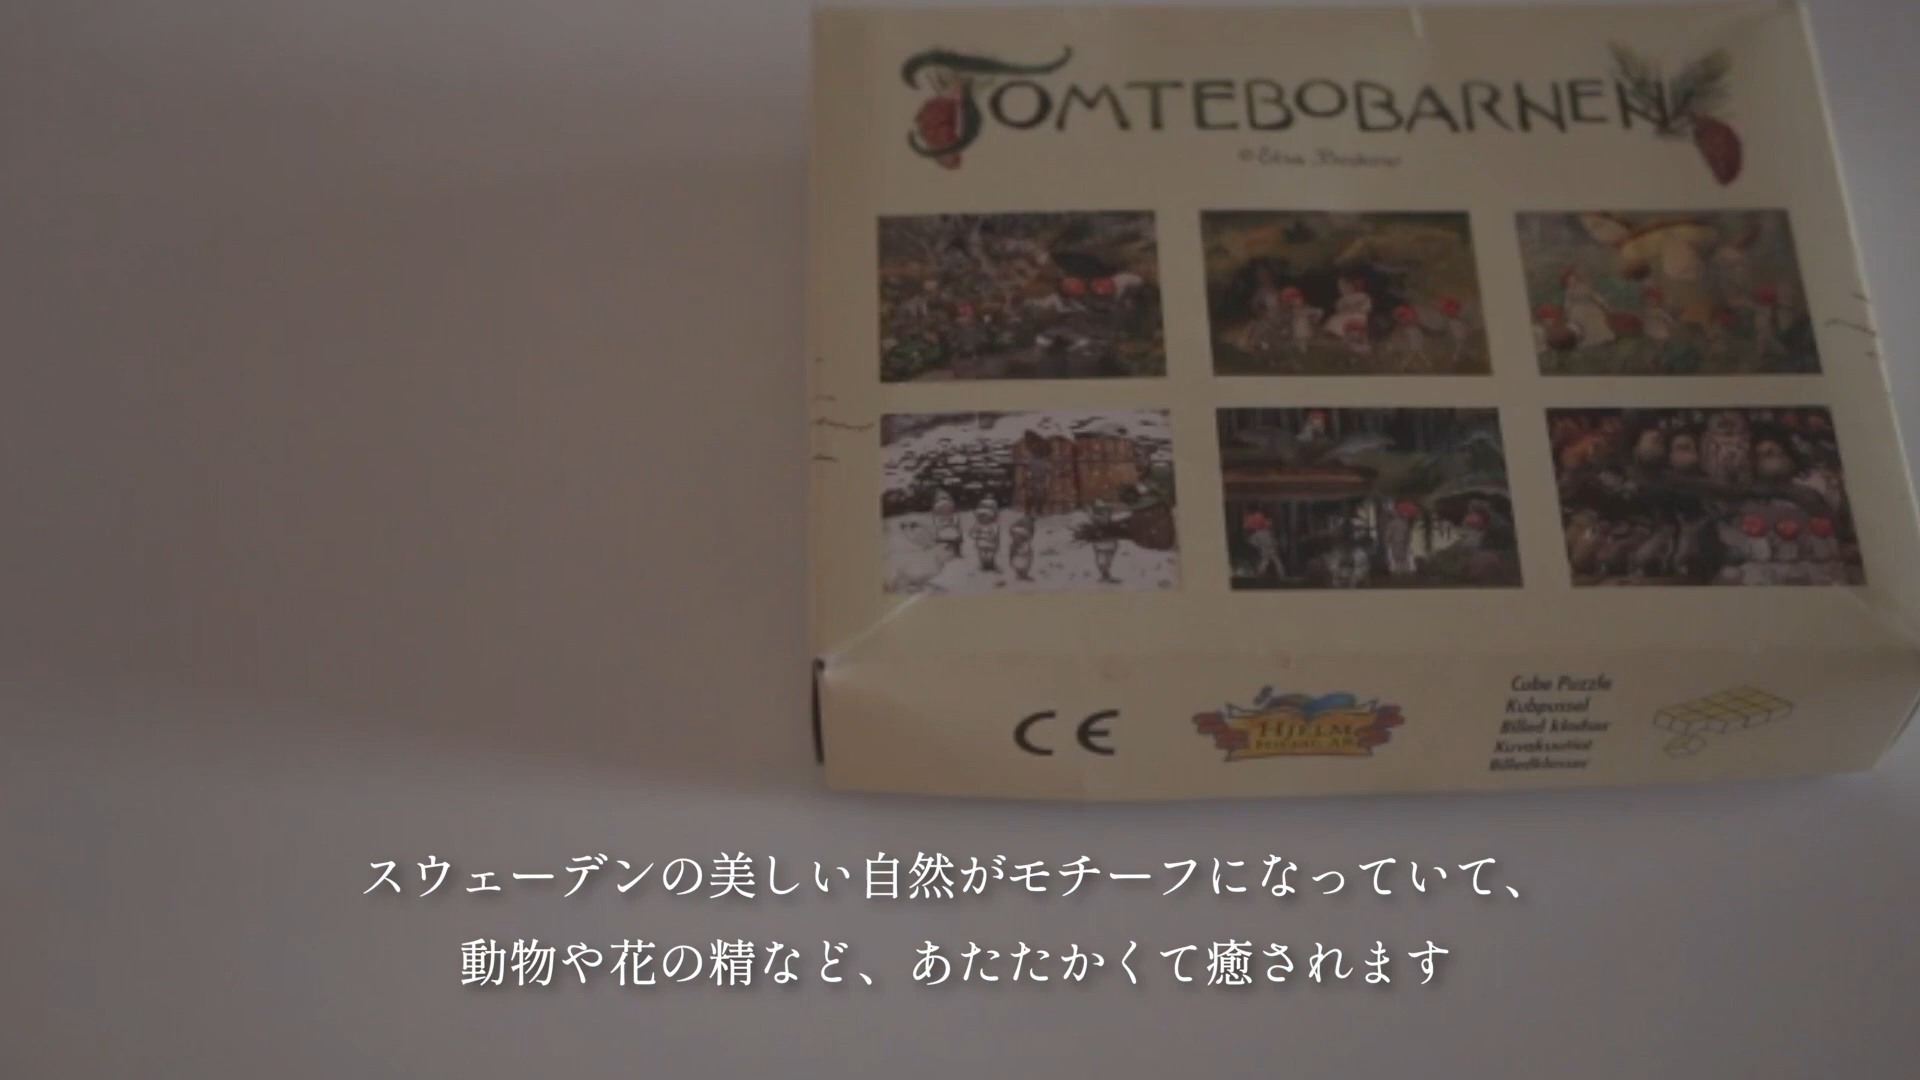 TOMTEBOBARNEN
CE
HJELM
Cube Puzzle
Kubpussel
スウェーデンの美しい自然がモチーフになっていて、
動物や花の精など、あたたかくて癒されます